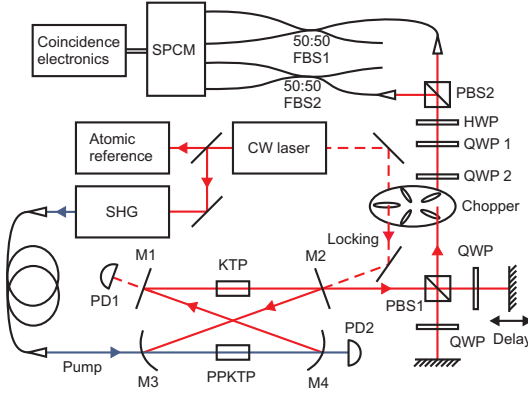 Coincidence
electronics
SPCM
50:50
FBS1
50:50
FBS2
PBS2
HWP
QWP 1
QWP 2
Chopper
Atomic
reference
CW laser
SHG
Locking
M1
KTP
M2
QWP
PD1
PBS1
PD2
QWP
Delay
Pump
M3
PPKTP
M4